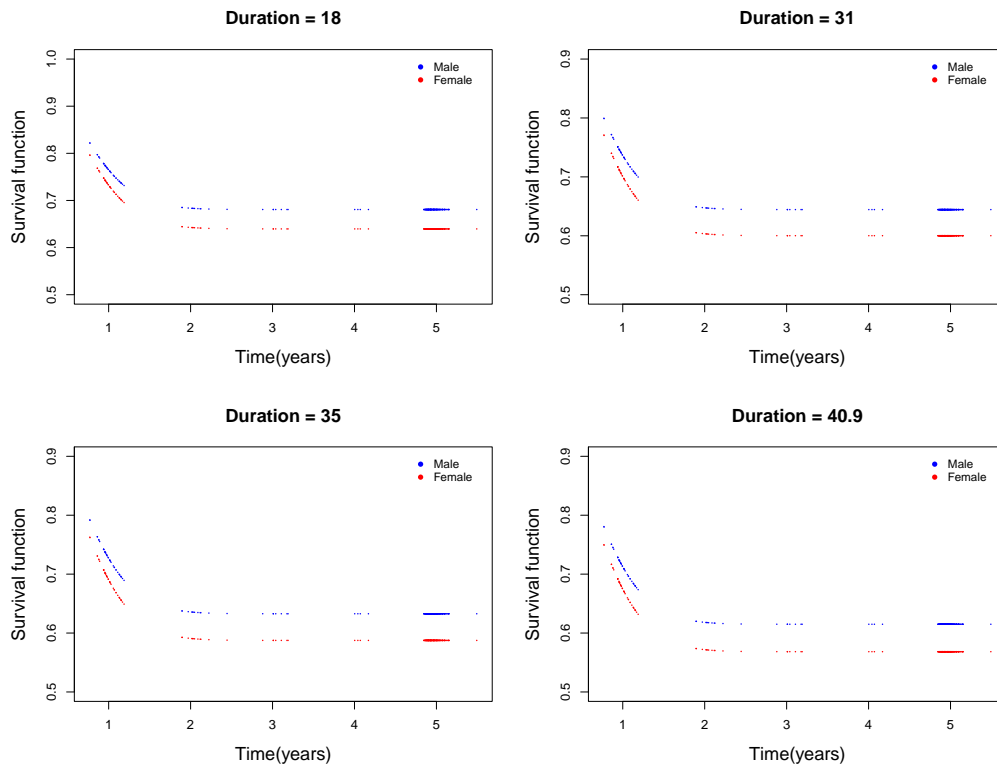 Duration = 18
Survival function
1.0
0.9
0.8
0.7
0.6
0.5
Male
Female
1 2 3 4 5
Time(years)
Duration = 31
Survival function
0.9
0.8
0.7
0.6
0.5
Male
Female
1 2 3 4 5
Time(years)
Duration = 35
Survival function
0.9
0.8
0.7
0.6
0.5
Male
Female
1 2 3 4 5
Time(years)
Duration = 40.9
Survival function
0.9
0.8
0.7
0.6
0.5
Male
Female
1 2 3 4 5
Time(years)